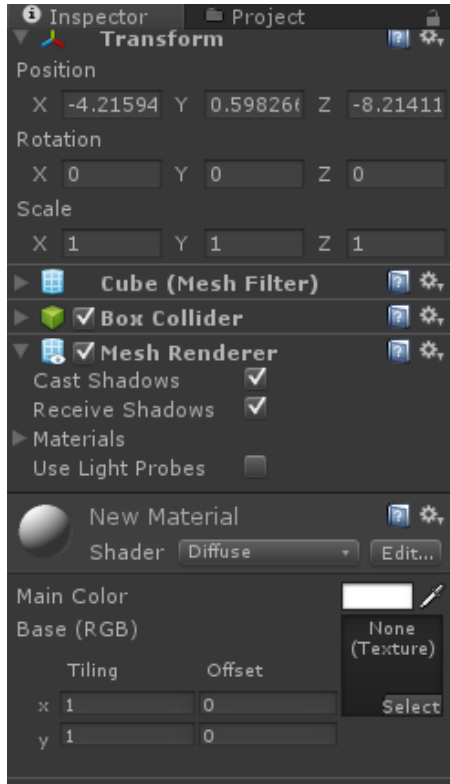 Inspector Project
Transform
Position
X -4.21594 Y 0.598266 Z -8.21411
Rotation
X 0 Y 0 Z 0
Scale
X 1 Y 1 Z 1
Cube (Mesh Filter)
Box Collider
Mesh Renderer
Cast Shadows
Receive Shadows
Materials
Use Light Probes
New Material
Shader Diffuse Edit...
Main Color
Base (RGB) None
(Texture)
Tiling Offset
x 1 0 Select
y 1 0